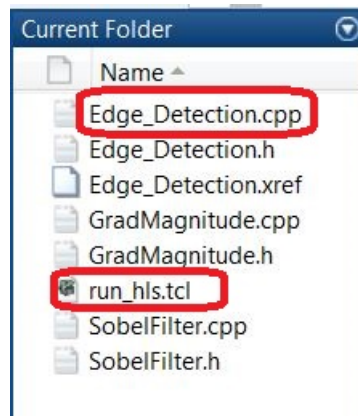 Current Folder
Name
Edge_Detection.cpp
Edge_Detection.h
Edge_Detection.xref
GradMagnitude.cpp
GradMagnitude.h
run_hls.tcl
SobelFilter.cpp
SobelFilter.h